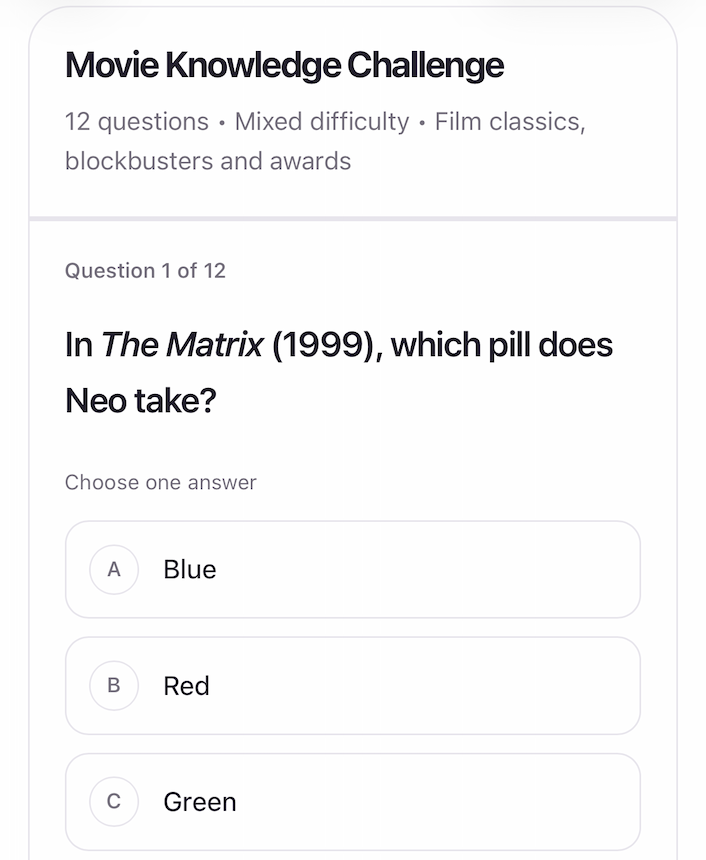 Movie Knowledge Challenge
12 questions • Mixed difficulty • Film classics,
blockbusters and awards
Question 1 of 12
In The Matrix (1999), which pill does
Neo take?
Choose one answer
A Blue
B Red
C Green